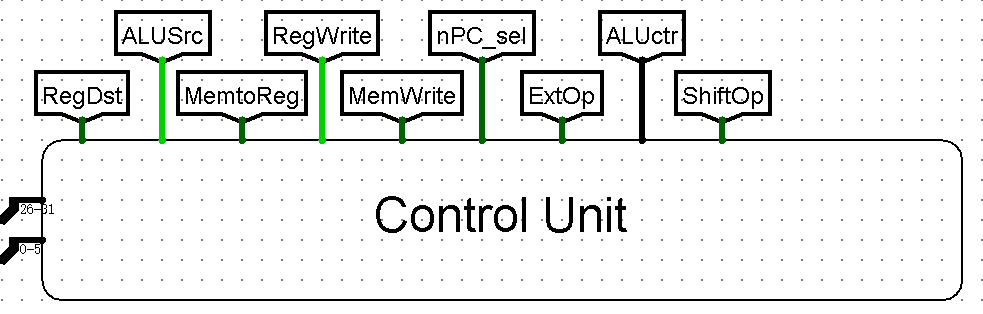 ALUSrc RegWrite nPC_sel ALUctr
RegDst MemtoReg MemWrite ExtOp ShiftOp
26-31
Control Unit
0-5